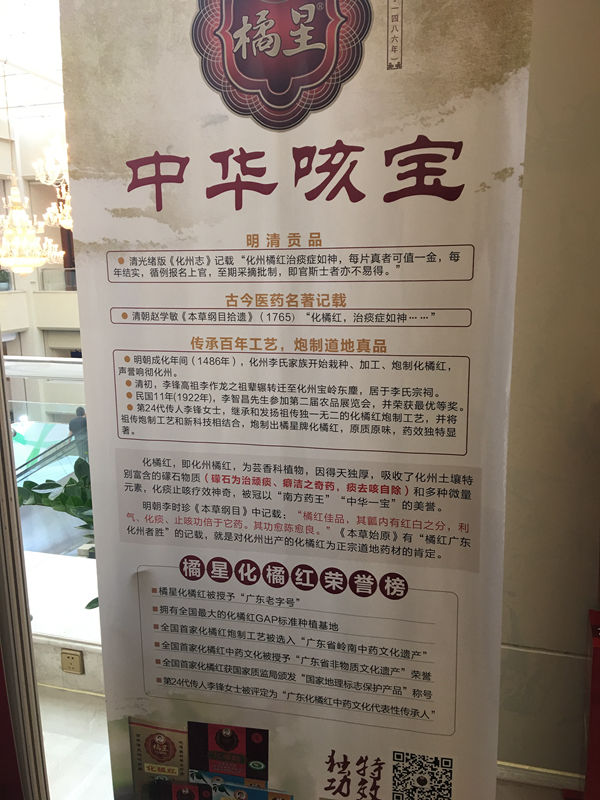 一四八六年）
橘星®
中华咳宝
明清贡品
● 清光绪版《化州志》记载“化州橘红治痰症如神，每片真者可值一金，每
年结实，循例报名上官，至期采摘批制，即官斯士者亦不易得。”
古今医药名著记载
● 清朝赵学敏《本草纲目拾遗》（1765）“化橘红，治痰症如神……”
传承百年工艺，炮制道地真品
● 明朝成化年间（1486年），化州李氏家族开始栽种、加工、炮制化橘红，
声誉响彻化州。
● 清初，李锋高祖李作龙之祖辈辗转迁至化州宝岭东麈，居于李氏宗祠。
● 民国11年(1922年)，李智昌先生参加第二届农品展览会，并荣获最优等奖。
● 第24代传人李锋女士，继承和发扬祖传独一无二的化橘红炮制工艺，并将
祖传炮制工艺和新科技相结合，炮制出橘星牌化橘红，原质原味，药效独特显
著。
化橘红，即化州橘红，为芸香科植物，因得天独厚，吸收了化州土壤特
别富含的礞石物质（礞石为治顽痰、癖洁之奇药，痰去咳自除）和多种微量
元素，化痰止咳疗效神奇，被冠以“南方药王”“中华一宝”的美誉。
明朝李时珍《本草纲目》中记载：“橘红佳品，其瓤内有红白之分，利
气、化痰、止咳功倍于它药。其功愈陈愈良。”《本草始原》有“橘红广东
化州者胜”的记载，就是对化州出产的化橘红为正宗道地药材的肯定。
橘星化橘红荣誉榜
■ 橘星化橘红被授予“广东老字号”
■ 拥有全国最大的化橘红GAP标准种植基地
■ 全国首家化橘红炮制工艺被选入“广东省岭南中药文化遗产”
■ 全国首家化橘红中药文化被授予“广东省非物质文化遗产”荣誉
■ 全国首家化橘红获国家质监局颁发“国家地理标志保护产品”称号
■ 第24代传人李锋女士被评定为“广东化橘红中药文化代表性传承人”
橘星
化橘红
中华咳宝
独功
特效